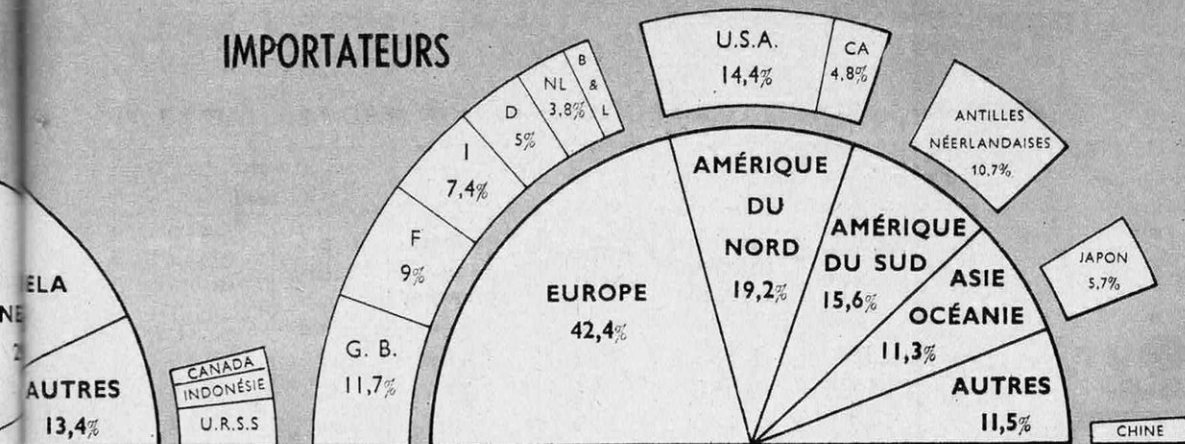 IMPORTATEURS
ELA
NE
2
AUTRES
13,4%
CANADA
INDONÉSIE
U.R.S.S
G. B.
11,7%
F
9%
I
7,4%
D
5%
NL
3,8%
B
&
L
U.S.A.
14,4%
CA
4,8%
ANTILLES
NÉERLANDAISES
10,7%
JAPON
5,7%
CHINE
EUROPE
42,4%
AMÉRIQUE
DU
NORD
19,2%
AMÉRIQUE
DU SUD
15,6%
ASIE
OCÉANIE
11,3%
AUTRES
11,5%